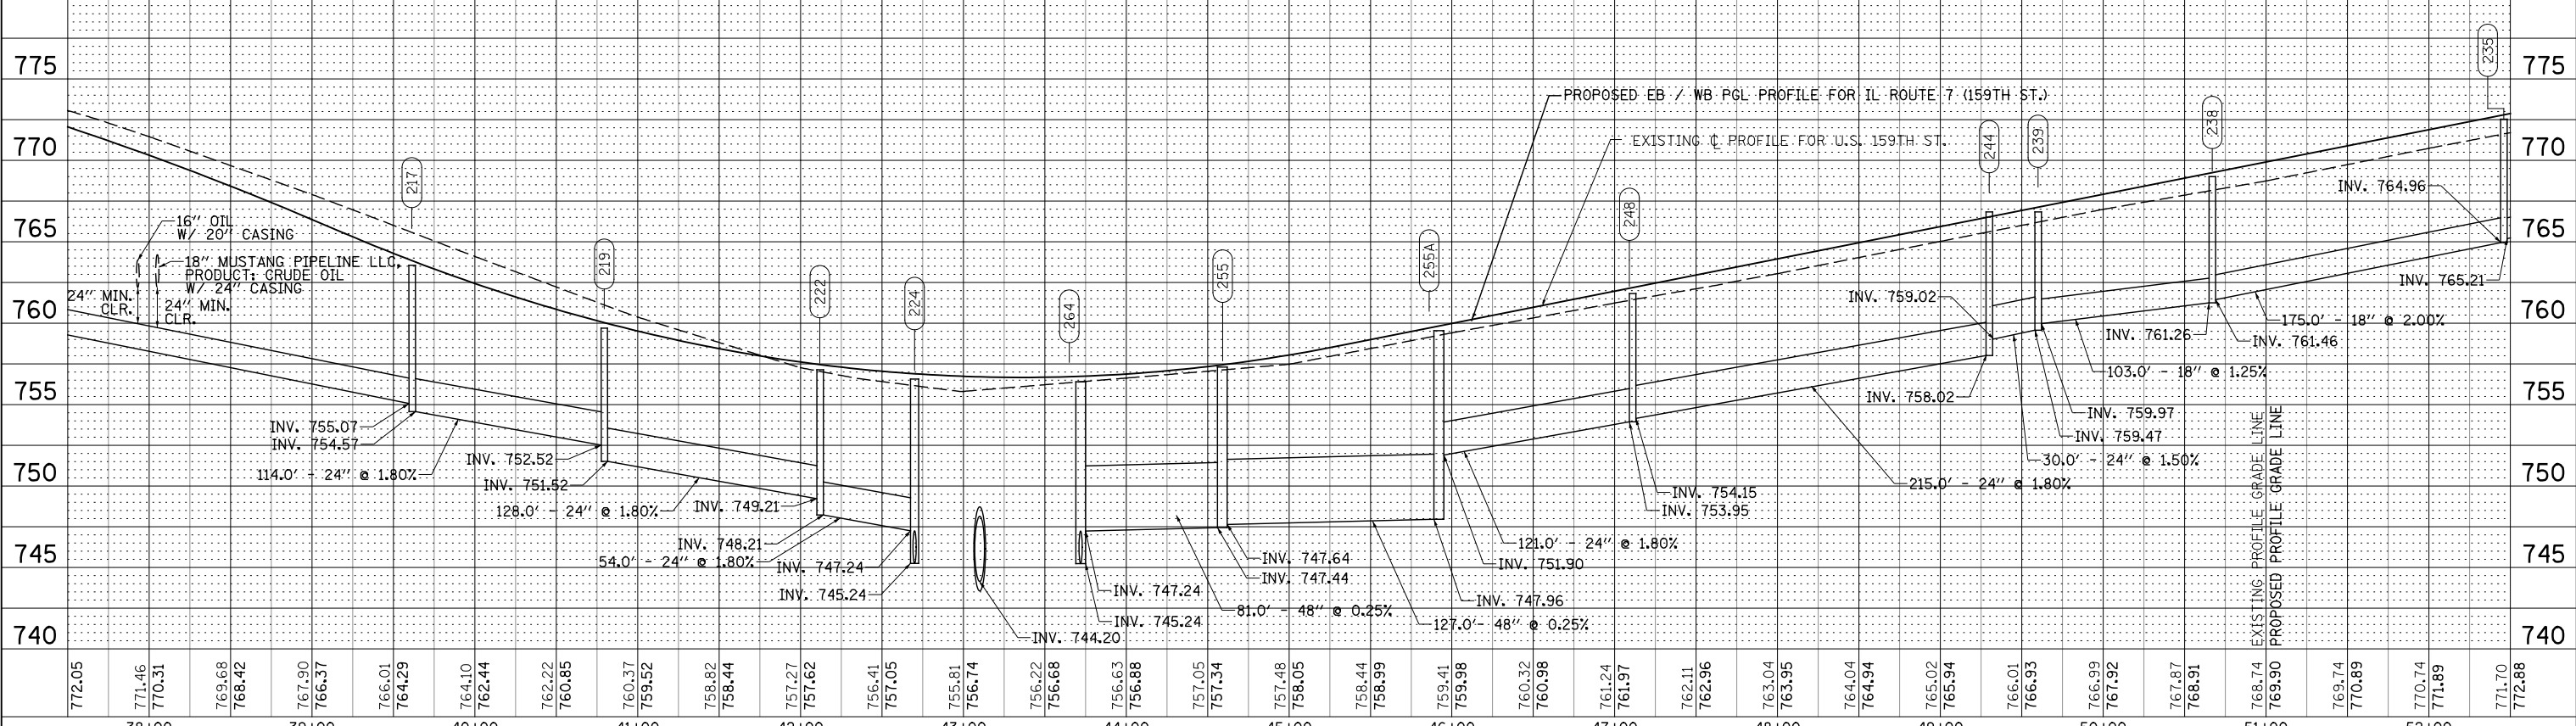 775
770
765
760
755
750
745
740
775
770
765
760
755
750
745
740
PROPOSED EB / WB PGL PROFILE FOR IL ROUTE 7 (159TH ST.)
EXISTING ℄ PROFILE FOR U.S. 159TH ST.
16" OIL
W/ 20" CASING
18" MUSTANG PIPELINE LLC,
PRODUCT: CRUDE OIL
W/ 24" CASING
24" MIN.
CLR.
24" MIN.
CLR.
217
219
222
224
264
255
255A
248
244
239
238
235
INV. 755.07
INV. 754.57
114.0' - 24" @ 1.80%
INV. 752.52
INV. 751.52
128.0' - 24" @ 1.80%
INV. 749.21
INV. 748.21
54.0' - 24" @ 1.80%
INV. 747.24
INV. 745.24
INV. 744.20
INV. 747.24
INV. 745.24
INV. 747.64
INV. 747.44
81.0' - 48" @ 0.25%
127.0'- 48" @ 0.25%
INV. 747.96
INV. 751.90
121.0' - 24" @ 1.80%
INV. 754.15
INV. 753.95
215.0' - 24" @ 1.80%
INV. 758.02
INV. 759.02
30.0' - 24" @ 1.50%
INV. 759.47
INV. 759.97
103.0' - 18" @ 1.25%
INV. 761.26
INV. 761.46
175.0' - 18" @ 2.00%
INV. 764.96
INV. 765.21
EXISTING PROFILE GRADE LINE
PROPOSED PROFILE GRADE LINE
772.05
771.46
770.31
769.68
768.42
767.90
766.37
766.01
764.29
764.10
762.44
762.22
760.85
760.37
759.52
758.82
758.44
757.27
757.62
756.41
757.05
755.81
756.74
756.22
756.68
756.63
756.88
757.05
757.34
757.48
758.05
758.44
758.99
759.41
759.98
760.32
760.98
761.24
761.97
762.11
762.96
763.04
763.95
764.04
764.94
765.02
765.94
766.01
766.93
766.99
767.92
767.87
768.91
768.74
769.90
769.74
770.89
770.74
771.89
771.70
772.88